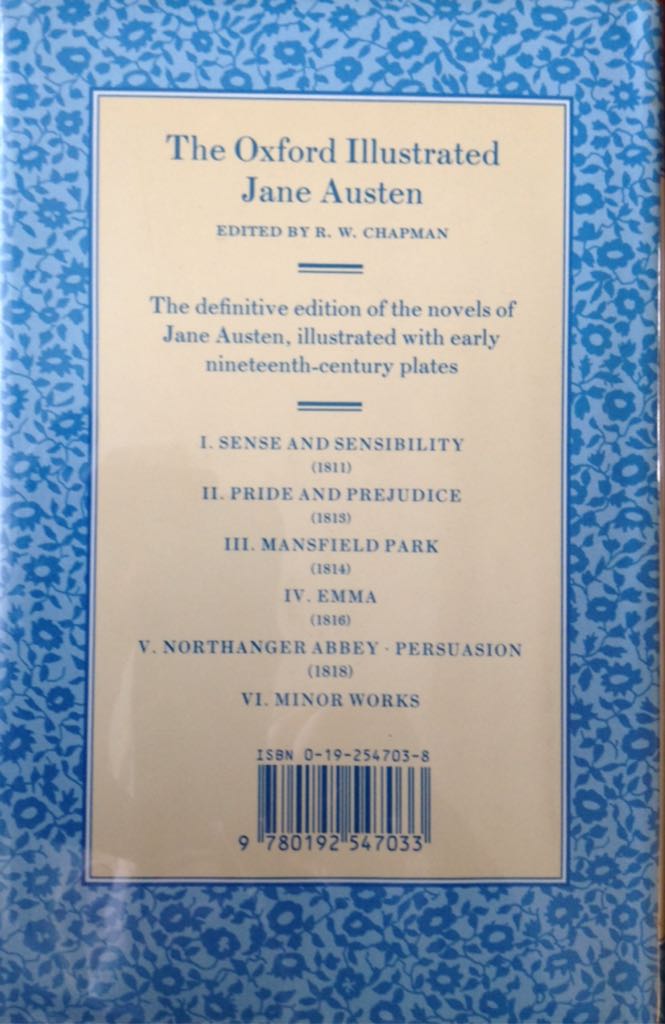 The Oxford Illustrated
Jane Austen
EDITED BY R. W. CHAPMAN
The definitive edition of the novels of
Jane Austen, illustrated with early
nineteenth-century plates
I. SENSE AND SENSIBILITY
(1811)
II. PRIDE AND PREJUDICE
(1813)
III. MANSFIELD PARK
(1814)
IV. EMMA
(1816)
V. NORTHANGER ABBEY · PERSUASION
(1818)
VI. MINOR WORKS
ISBN 0-19-254703-8
9 780192 547033